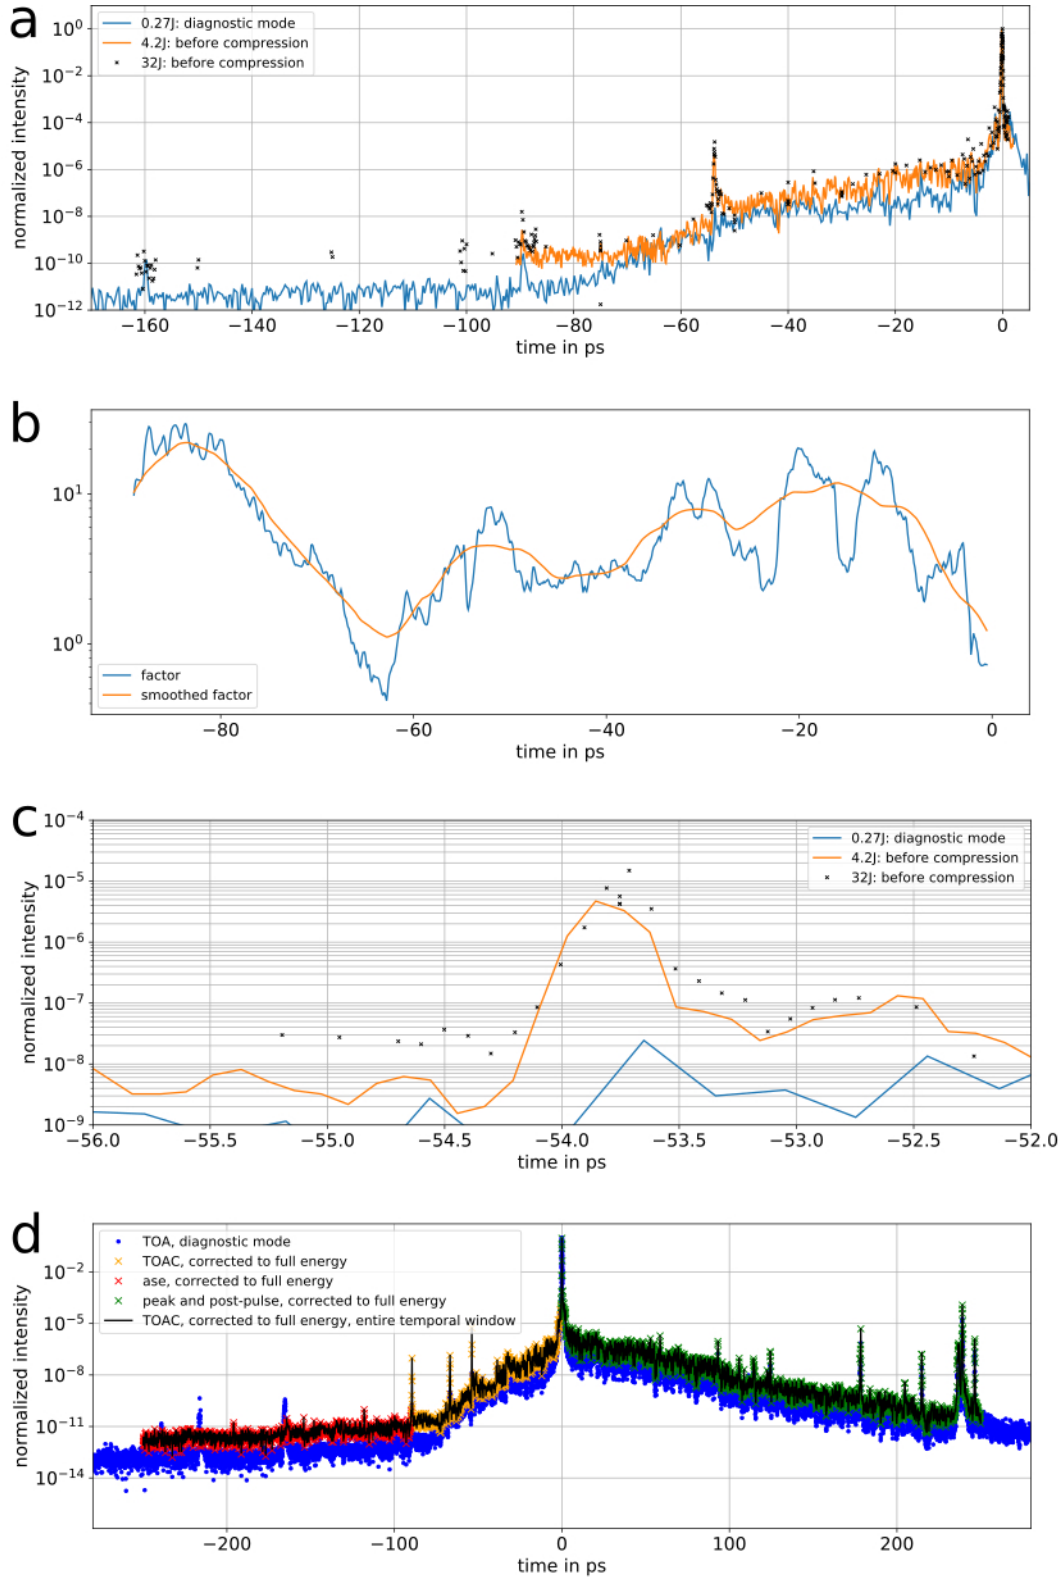 a
0.27J: diagnostic mode
4.2J: before compression
32J: before compression
normalized intensity
10^0
10^-2
10^-4
10^-6
10^-8
10^-10
10^-12
−160
−140
−120
−100
−80
−60
−40
−20
0
time in ps
b
10^1
10^0
factor
smoothed factor
−80
−60
−40
−20
0
time in ps
c
0.27J: diagnostic mode
4.2J: before compression
32J: before compression
normalized intensity
10^-4
10^-5
10^-6
10^-7
10^-8
10^-9
−56.0
−55.5
−55.0
−54.5
−54.0
−53.5
−53.0
−52.5
−52.0
time in ps
d
TOA, diagnostic mode
TOAC, corrected to full energy
ase, corrected to full energy
peak and post-pulse, corrected to full energy
TOAC, corrected to full energy, entire temporal window
normalized intensity
10^-2
10^-5
10^-8
10^-11
10^-14
−200
−100
0
100
200
time in ps